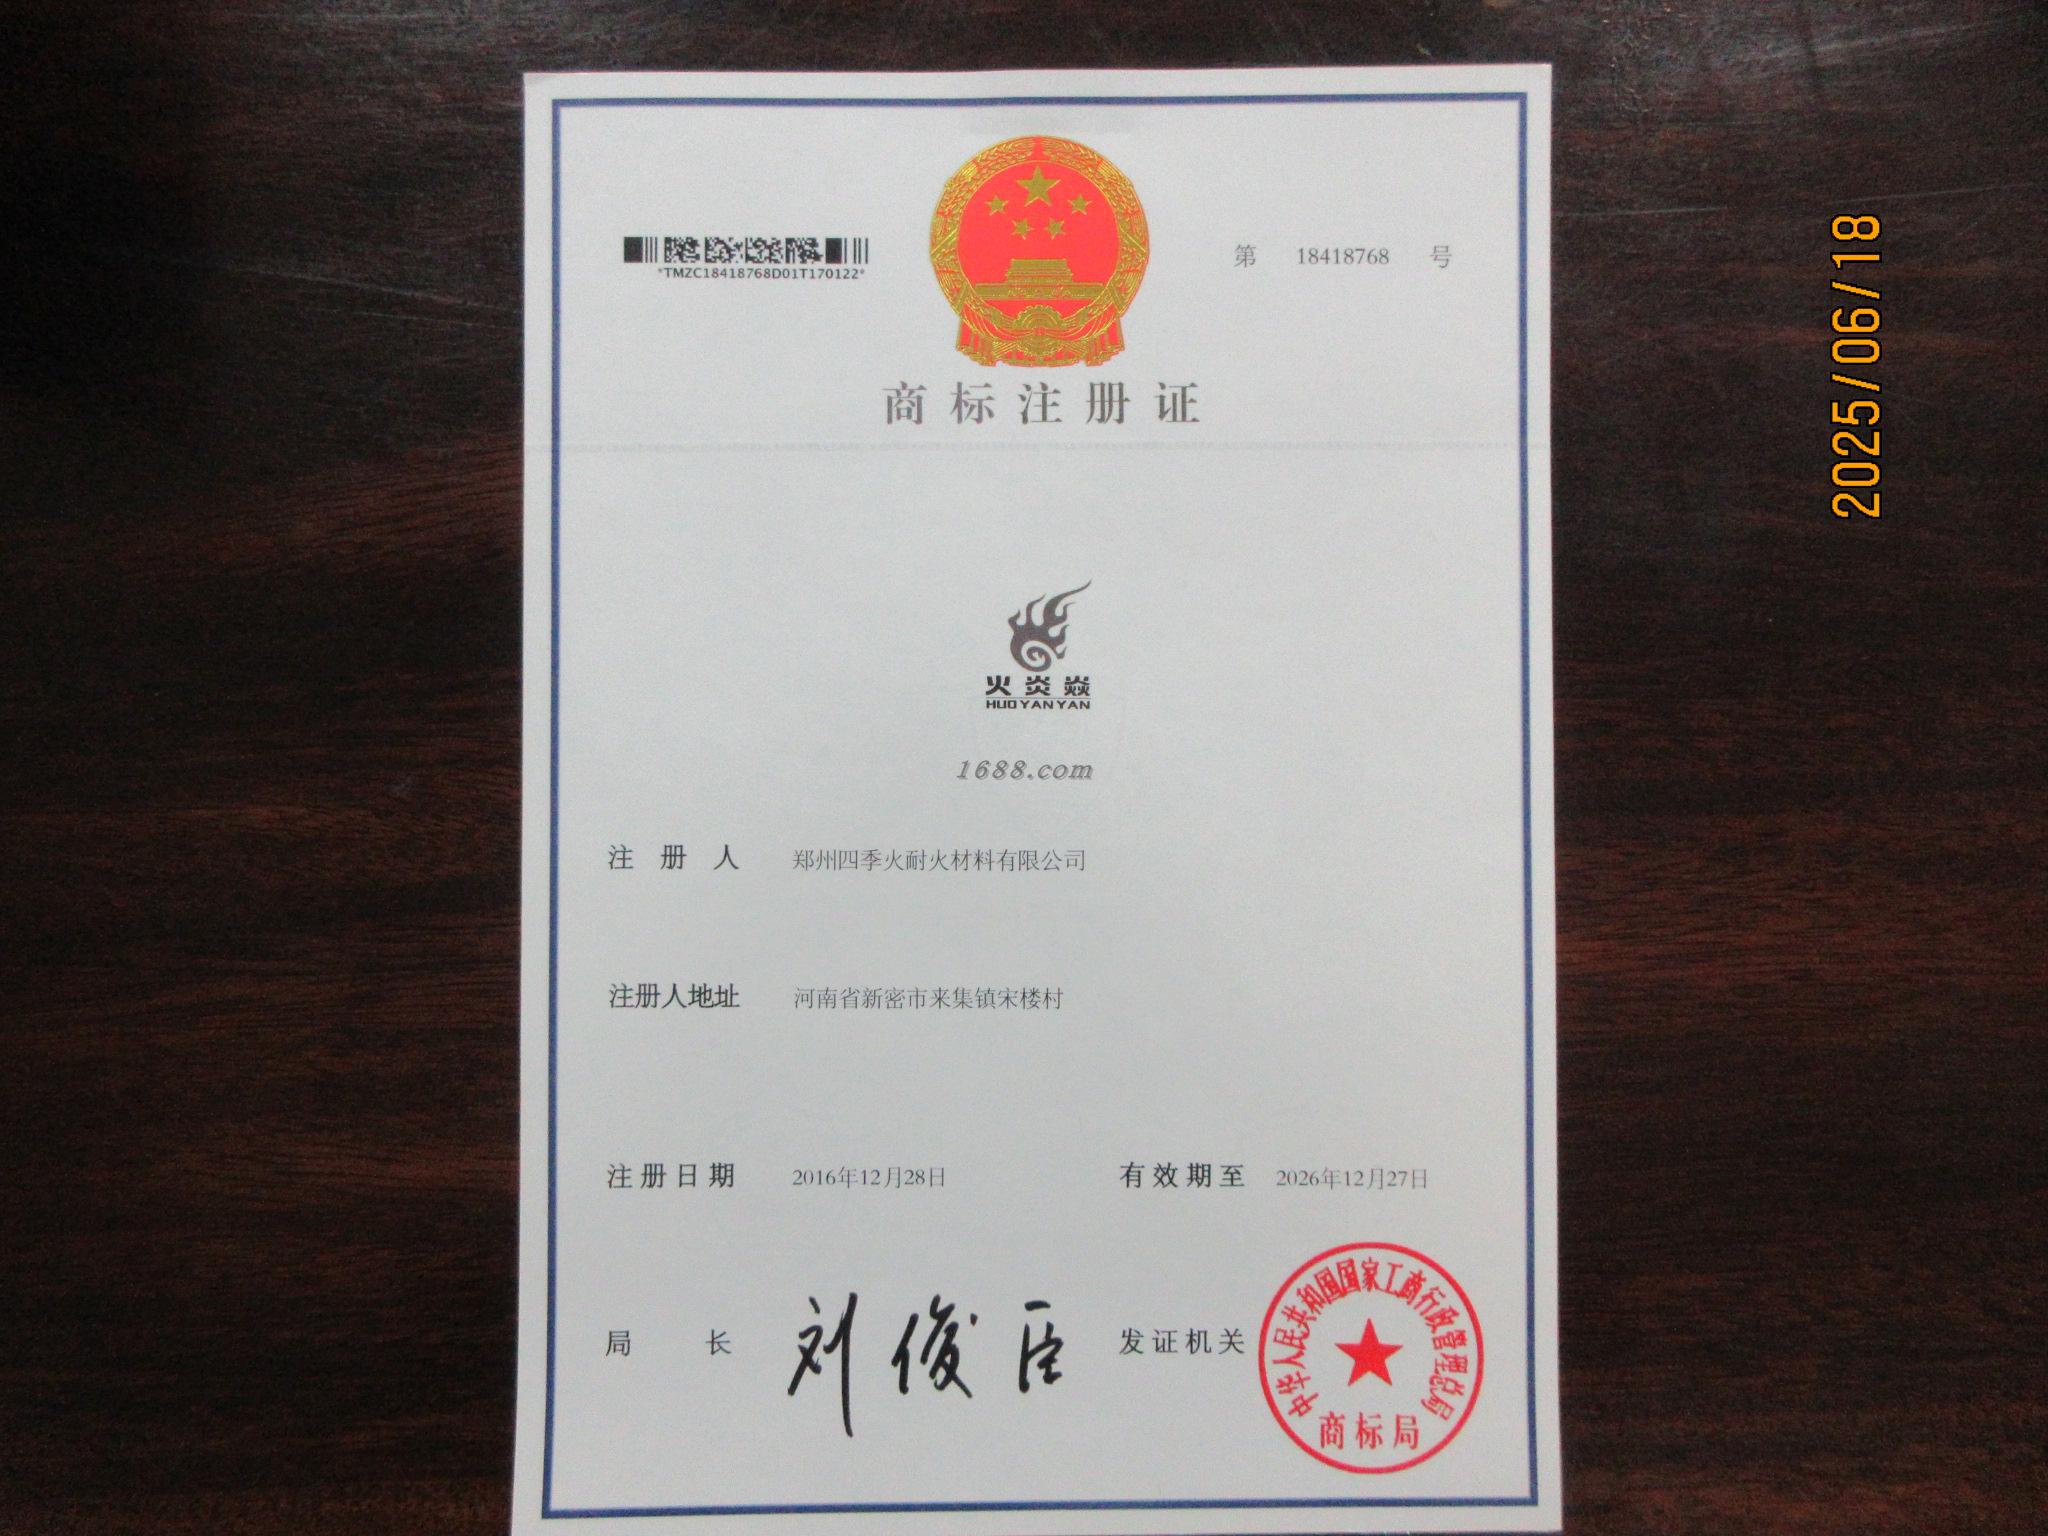 *TMZC18418768D01T170122*
第 18418768 号
商标注册证
火炎焱
HUOYANYAN
1688.com
注册人 郑州四季火耐火材料有限公司
注册人地址 河南省新密市来集镇宋楼村
注册日期 2016年12月28日 有效期至 2026年12月27日
局长 刘俊臣 发证机关
中华人民共和国国家工商行政管理总局
商标局
2025/06/18